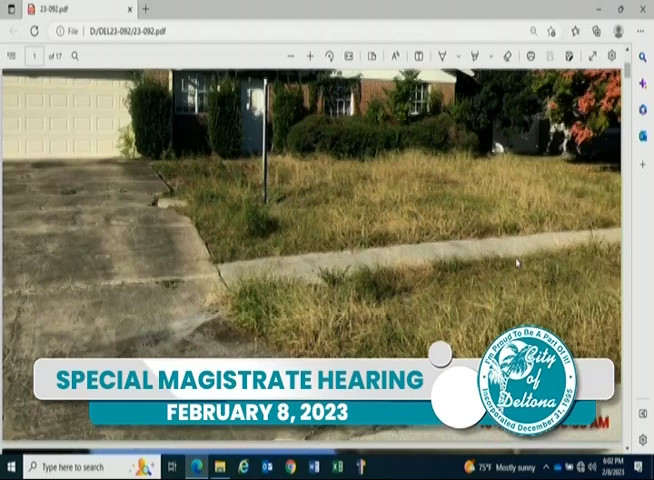 23-092.pdf
File
D:/DEL23-092/23-092.pdf
1 of 17
SPECIAL MAGISTRATE HEARING
FEBRUARY 8, 2023
I'm Proud To Be A Part Of It!
City
of
Deltona
Incorporated December 31, 1995
AM
Type here to search
75°F Mostly sunny
6:02 PM
2/8/2023